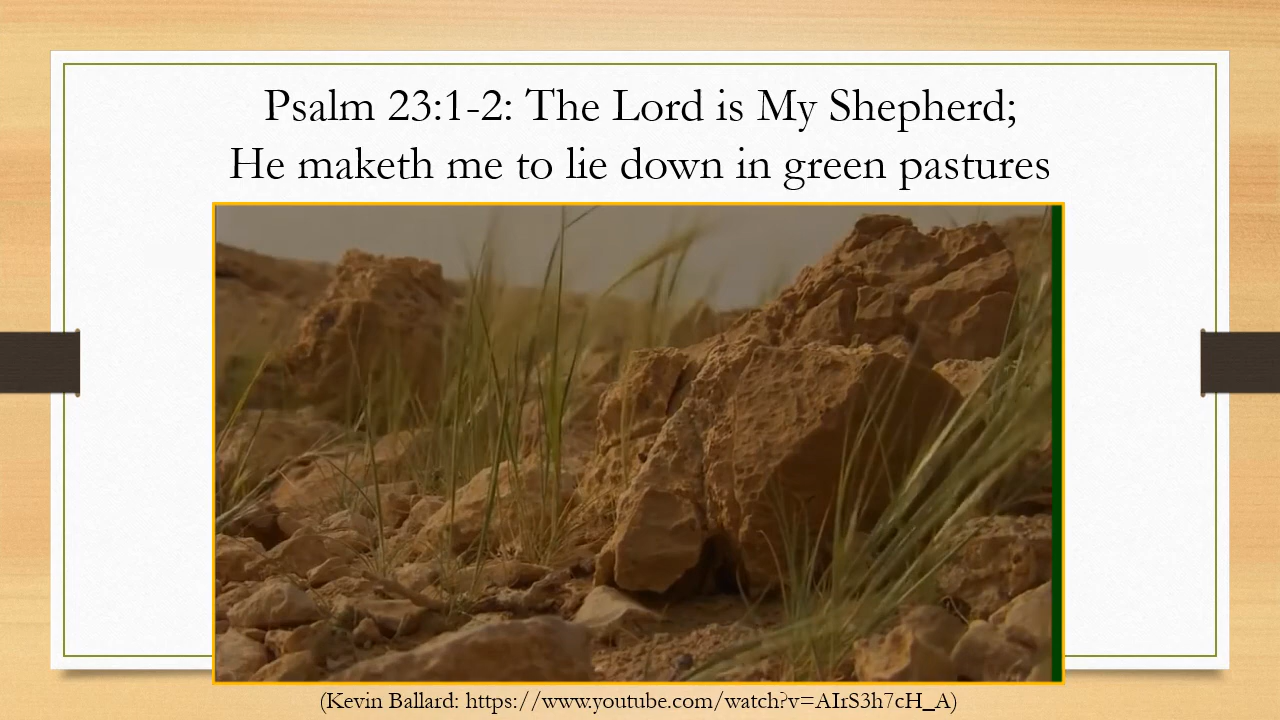 Psalm 23:1-2: The Lord is My Shepherd;
He maketh me to lie down in green pastures
(Kevin Ballard: https://www.youtube.com/watch?v=AIrS3h7cH_A)